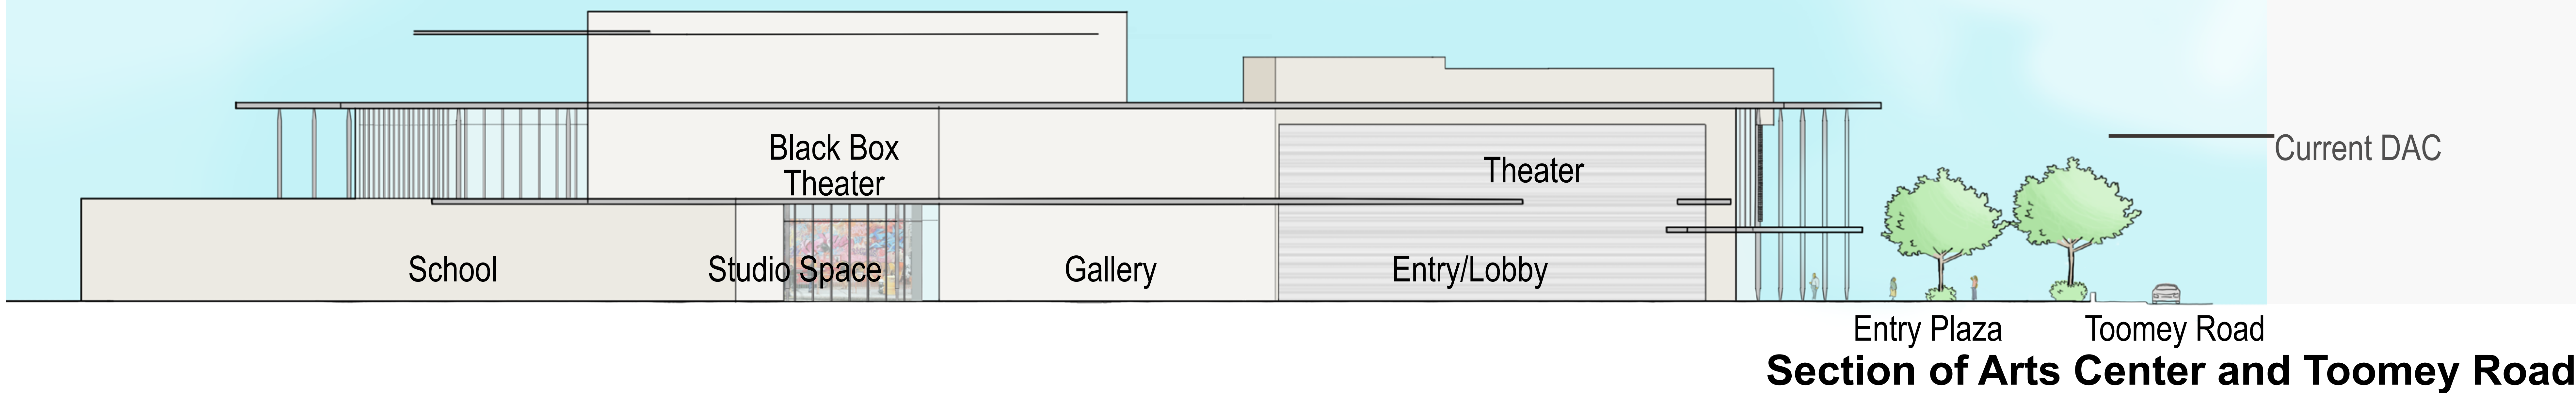 Black Box
Theater
Theater
Current DAC
School
Studio Space
Gallery
Entry/Lobby
Entry Plaza
Toomey Road
Section of Arts Center and Toomey Road